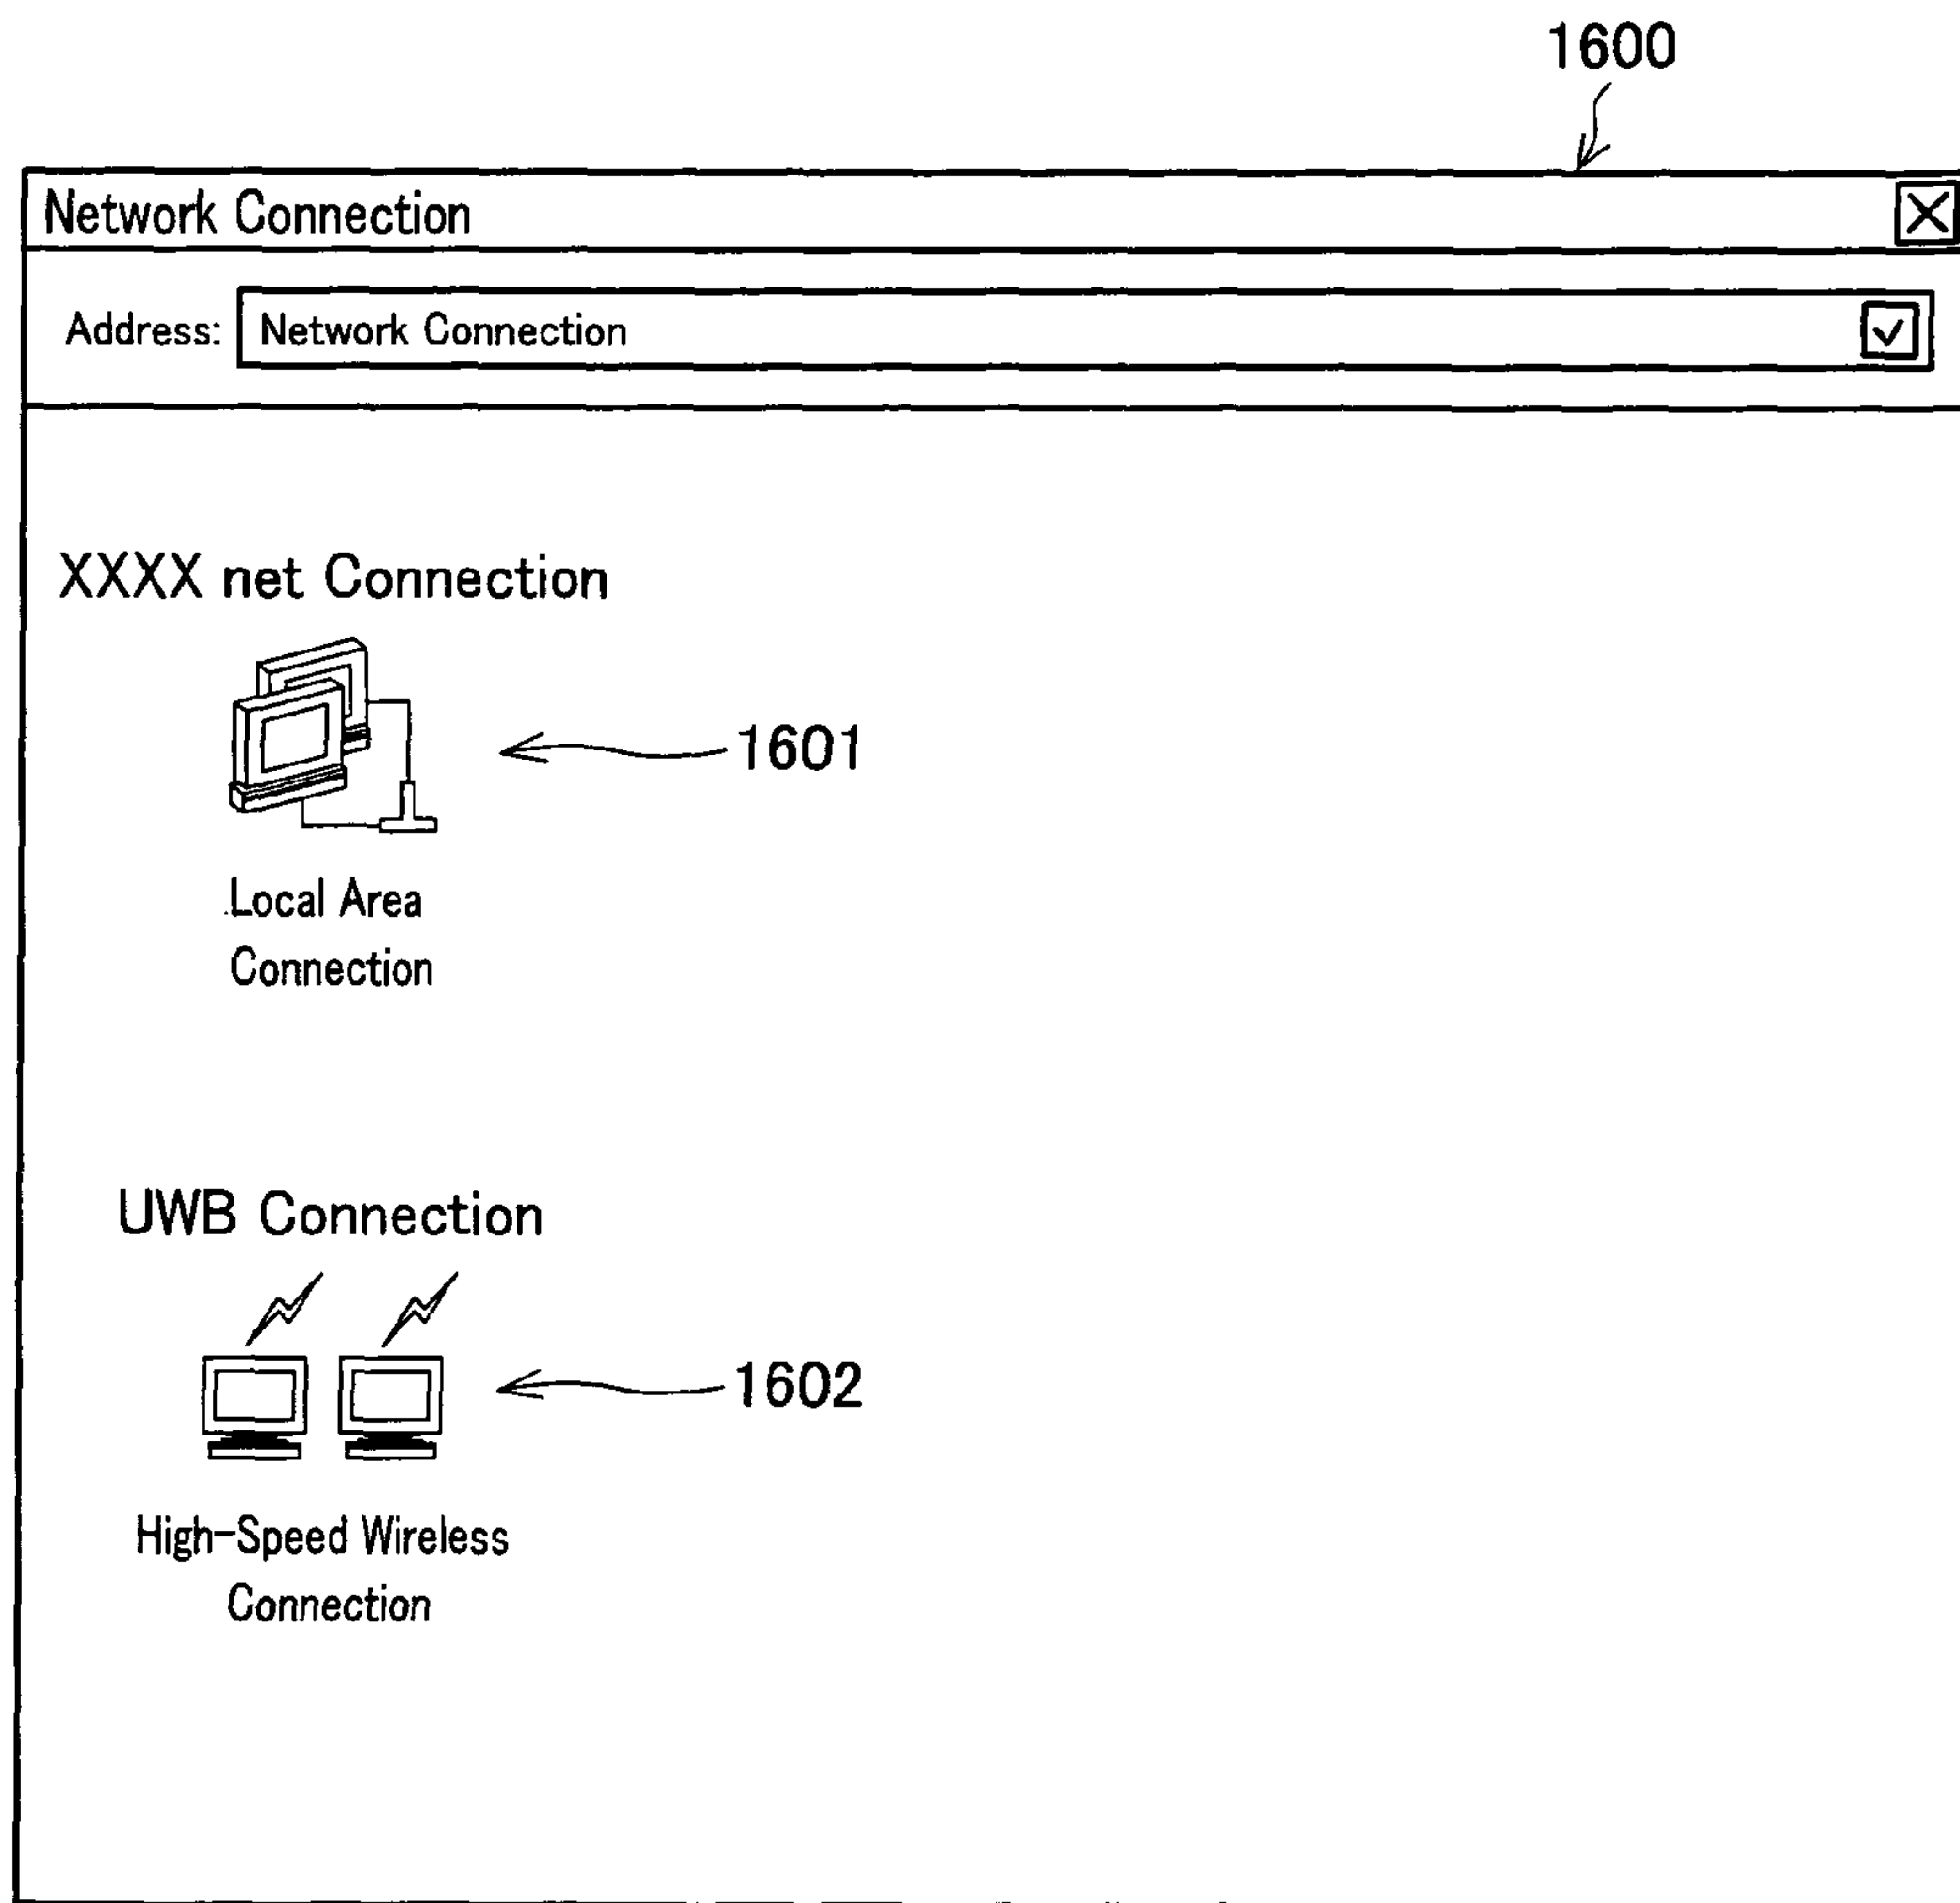 1600
Network Connection
Address: Network Connection
XXXX net Connection
1601
Local Area
Connection
UWB Connection
1602
High-Speed Wireless
Connection